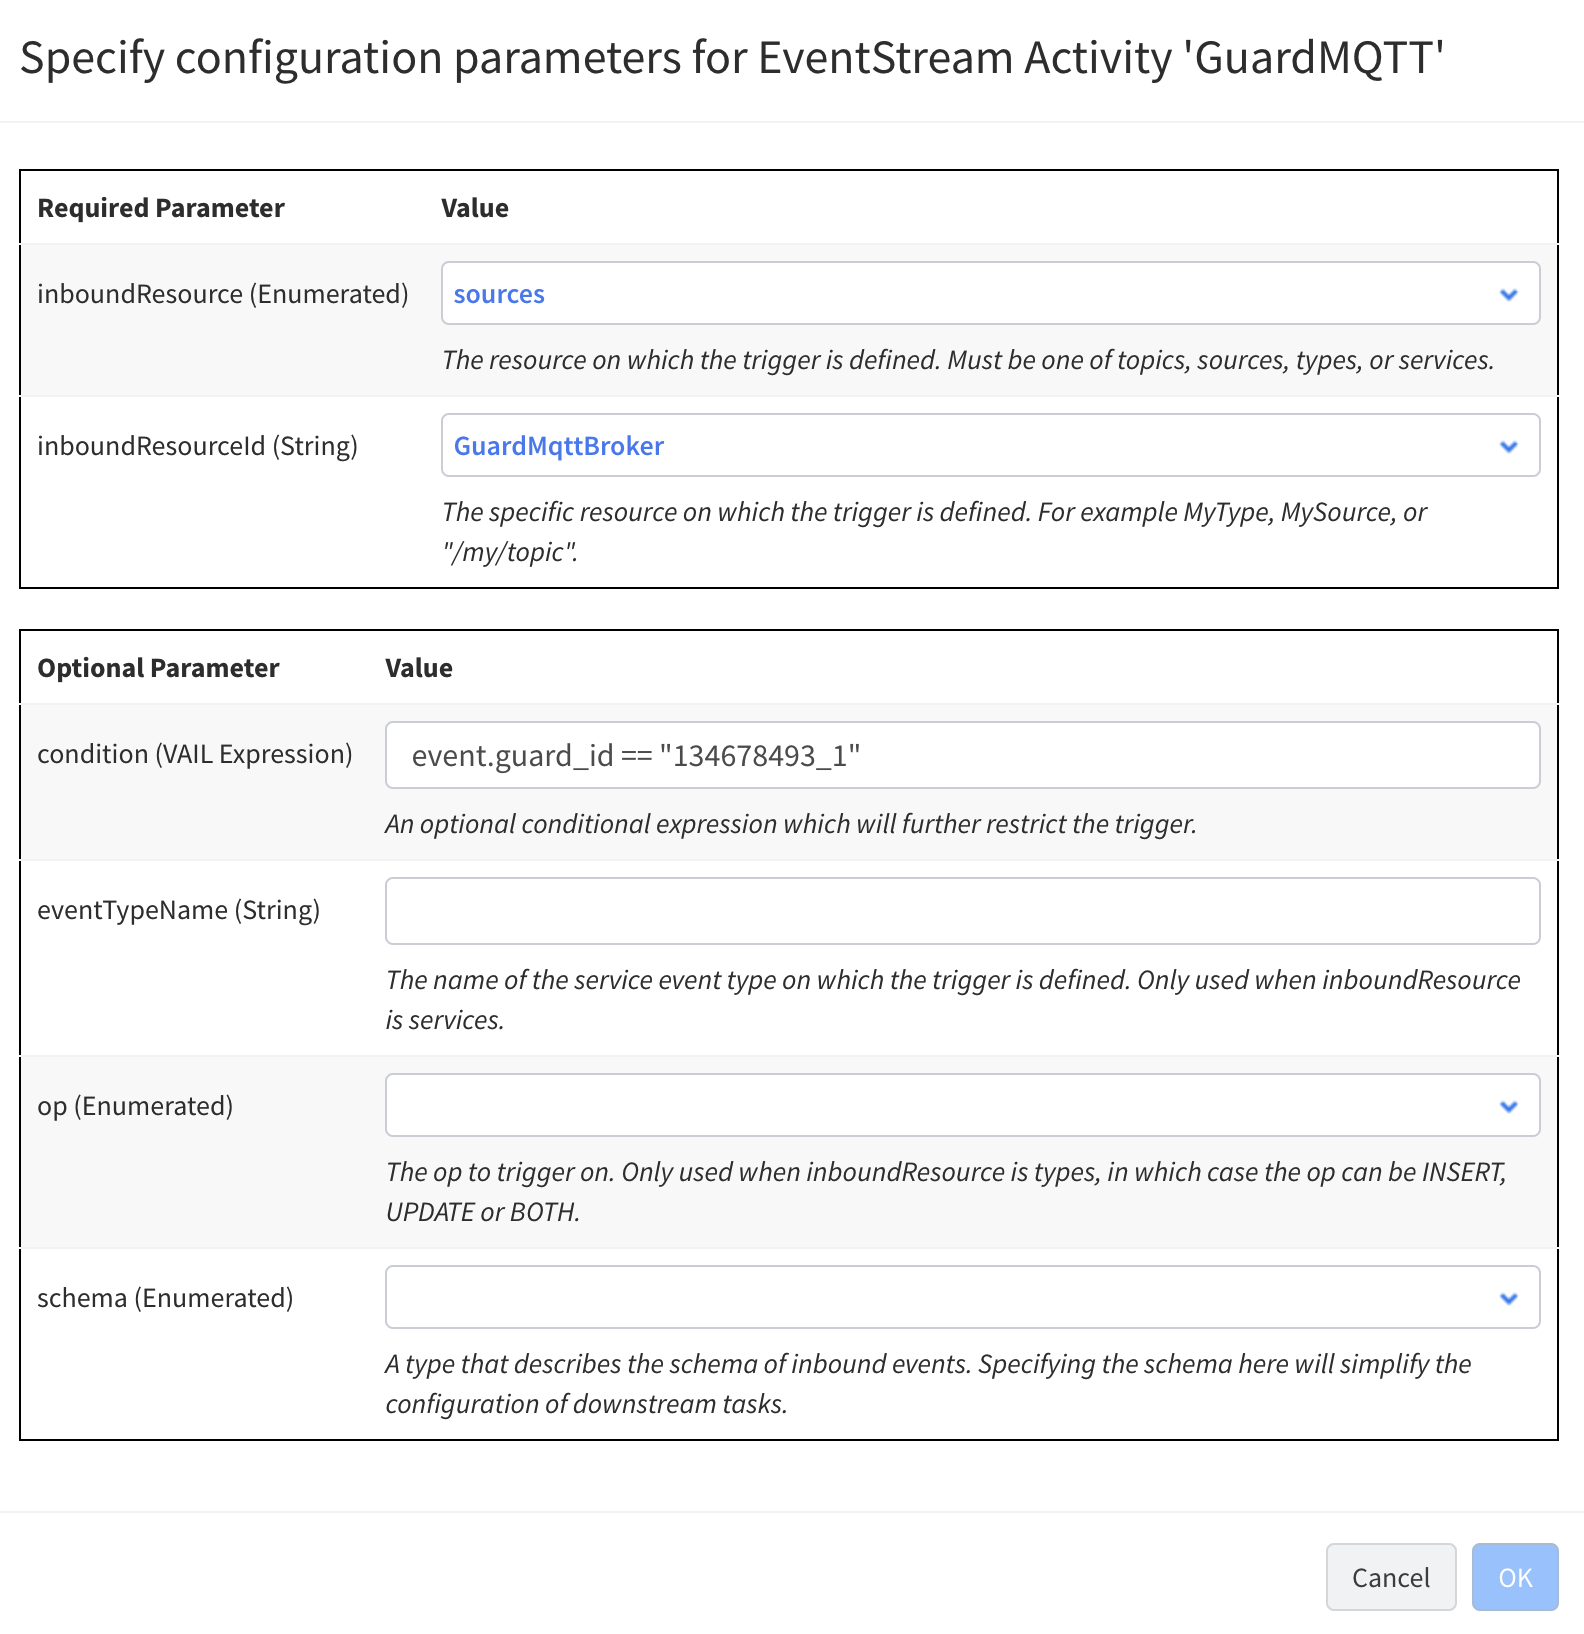 Specify configuration parameters for EventStream Activity 'GuardMQTT'
Required Parameter Value
inboundResource (Enumerated) sources
The resource on which the trigger is defined. Must be one of topics, sources, types, or services.
inboundResourceId (String) GuardMqttBroker
The specific resource on which the trigger is defined. For example MyType, MySource, or
"/my/topic".
Optional Parameter Value
condition (VAIL Expression) event.guard_id == "134678493_1"
An optional conditional expression which will further restrict the trigger.
eventTypeName (String)
The name of the service event type on which the trigger is defined. Only used when inboundResource
is services.
op (Enumerated)
The op to trigger on. Only used when inboundResource is types, in which case the op can be INSERT,
UPDATE or BOTH.
schema (Enumerated)
A type that describes the schema of inbound events. Specifying the schema here will simplify the
configuration of downstream tasks.
Cancel OK